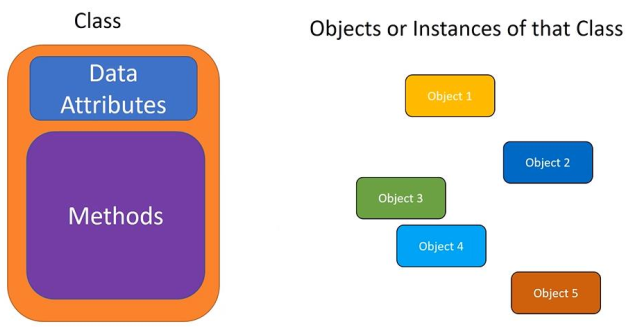 Class
Data
Attributes
Methods
Objects or Instances of that Class
Object 1
Object 2
Object 3
Object 4
Object 5